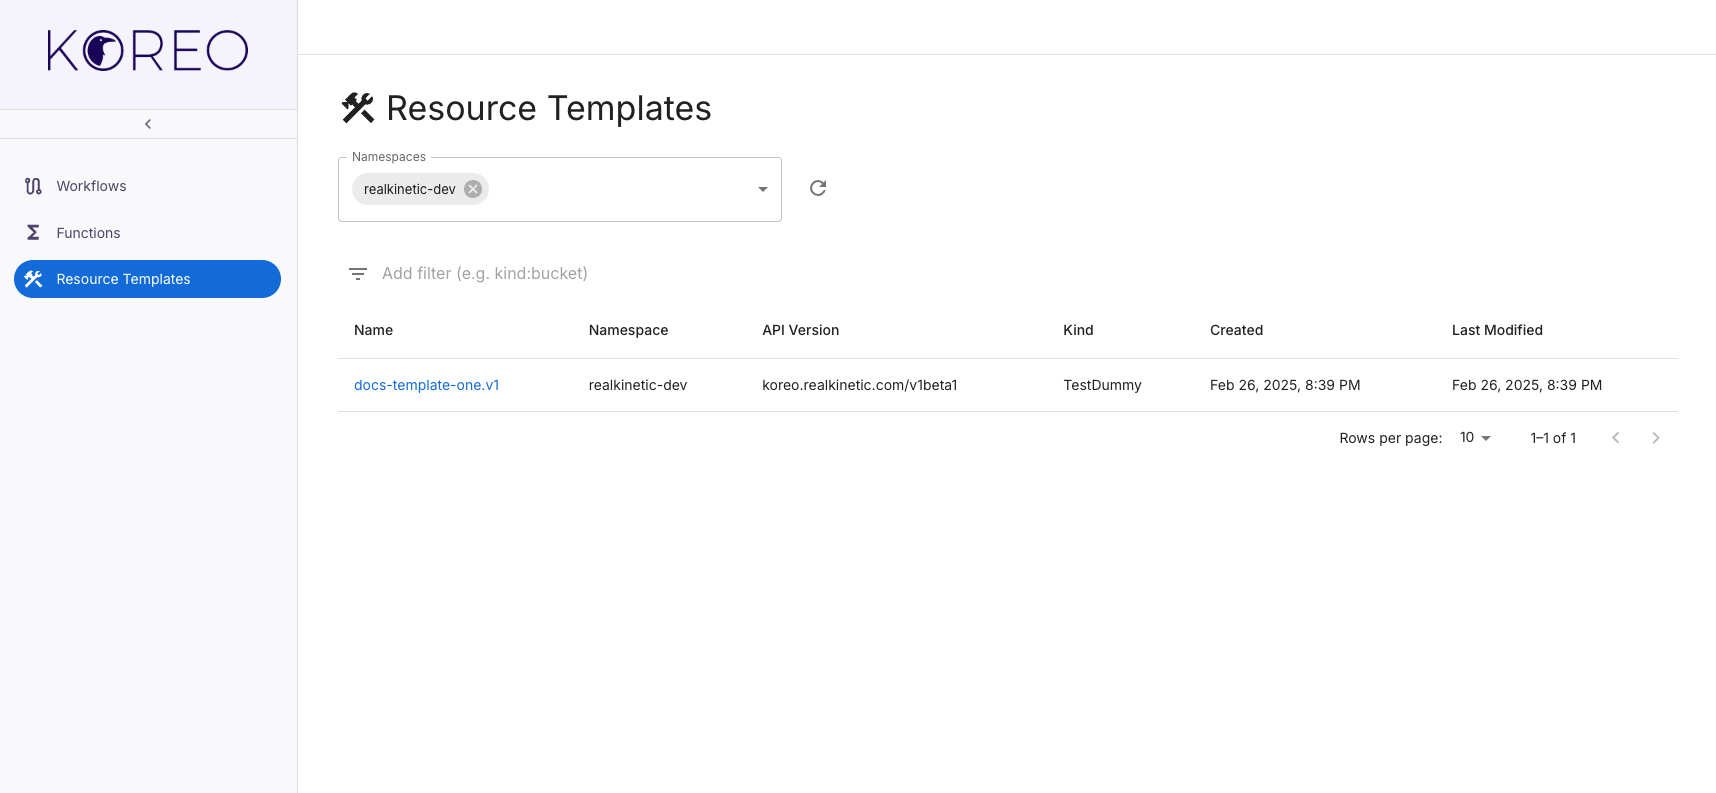 KOREO
Workflows
Functions
Resource Templates
Resource Templates
Namespaces
realkinetic-dev
Add filter (e.g. kind:bucket)
Name Namespace API Version Kind Created Last Modified
docs-template-one.v1 realkinetic-dev koreo.realkinetic.com/v1beta1 TestDummy Feb 26, 2025, 8:39 PM Feb 26, 2025, 8:39 PM
Rows per page: 10 1–1 of 1